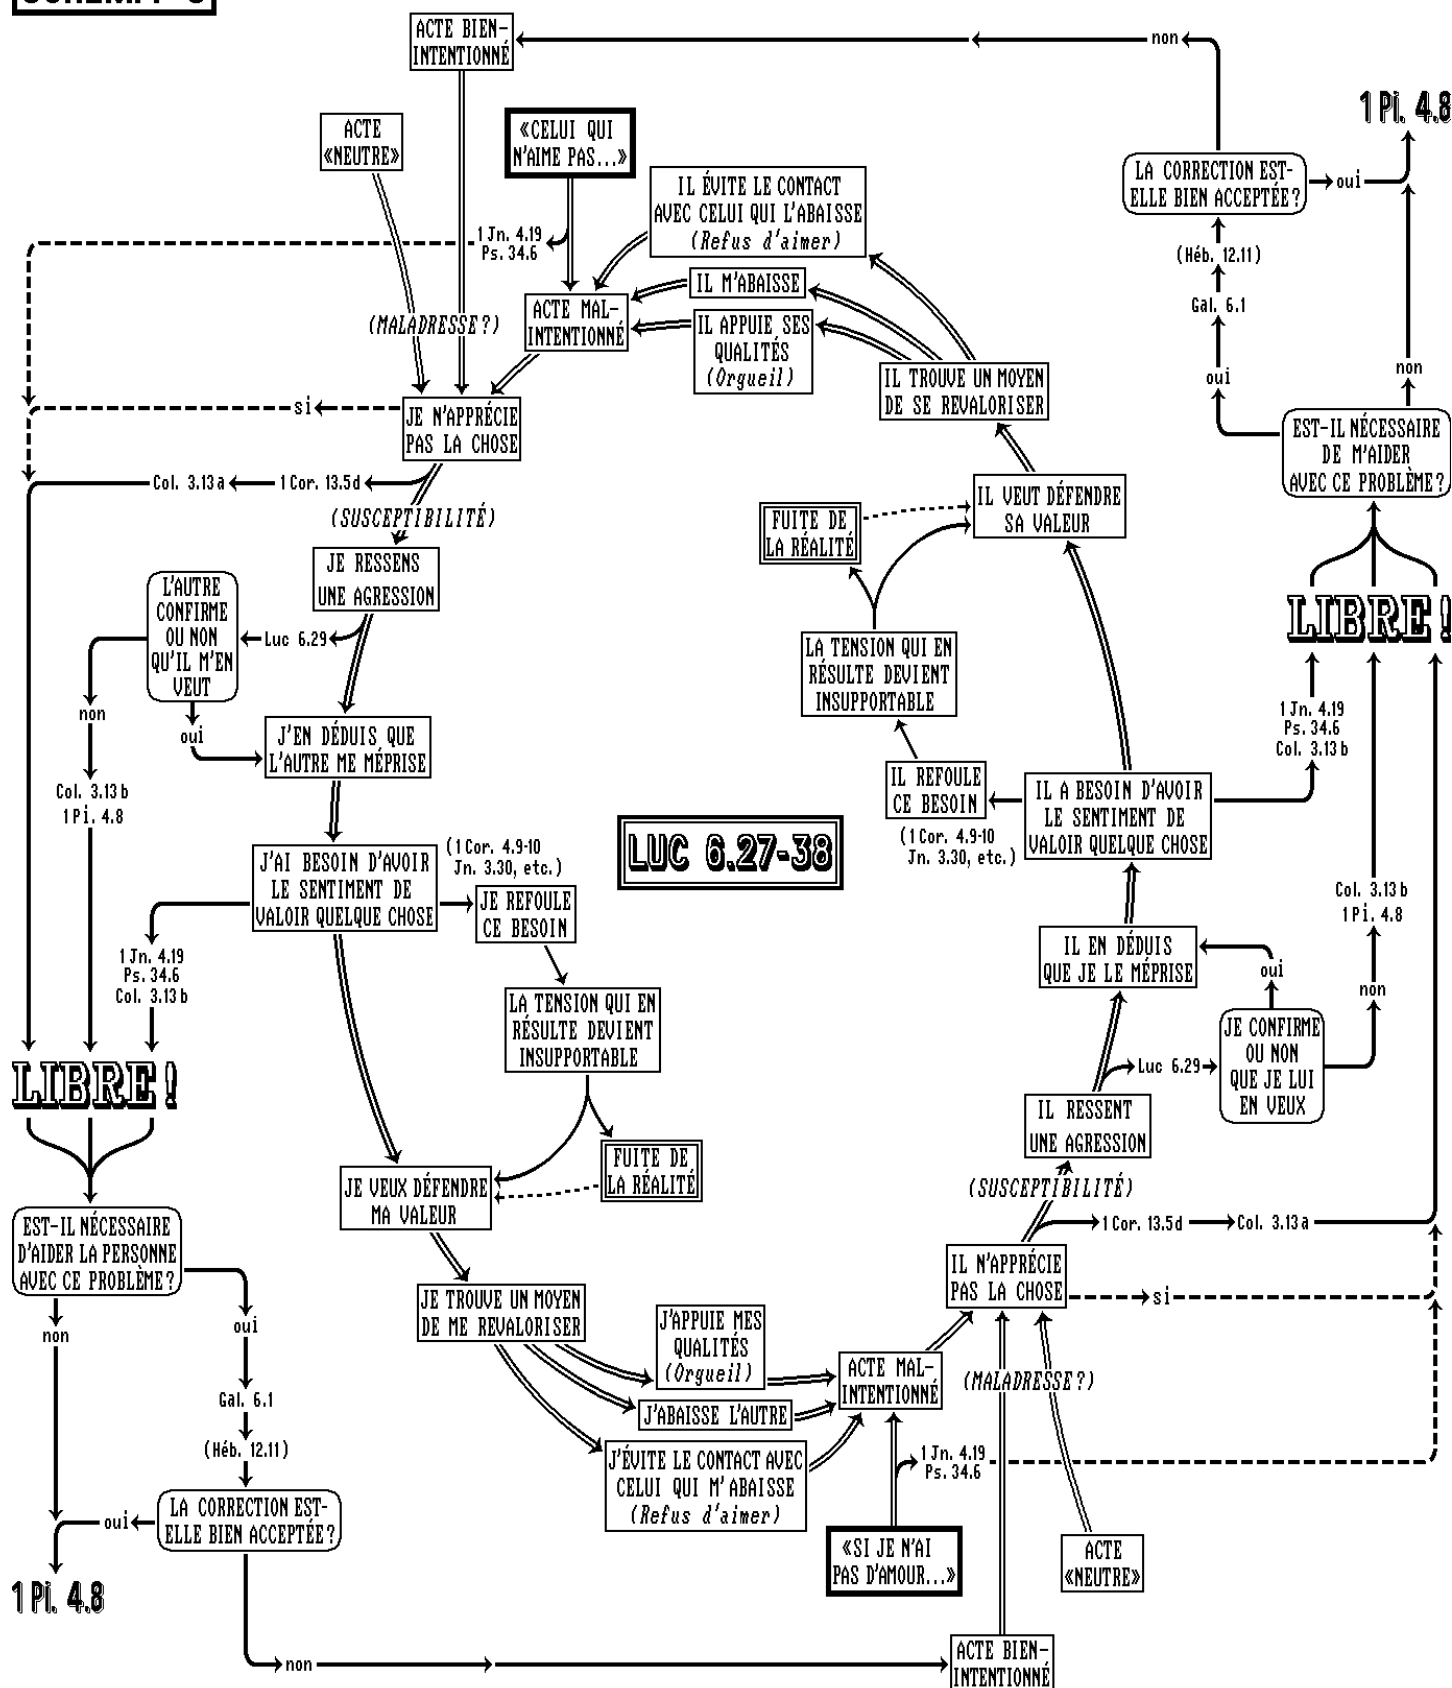 ACTE BIEN-
INTENTIONNÉ
non
1 Pi. 4.8
ACTE
«NEUTRE»
«CELUI QUI
N'AIME PAS...»
IL ÉVITE LE CONTACT
AVEC CELUI QUI L'ABAISSE
(Refus d'aimer)
LA CORRECTION EST-
ELLE BIEN ACCEPTÉE?
oui
1 Jn. 4.19
Ps. 34.6
(Héb. 12.11)
Gal. 6.1
oui
non
ACTE MAL-
INTENTIONNÉ
IL M'ABAISSE
IL APPUIE SES
QUALITÉS
(Orgueil)
(MALADRESSE?)
IL TROUVE UN MOYEN
DE SE REVALORISER
si
JE N'APPRÉCIE
PAS LA CHOSE
EST-IL NÉCESSAIRE
DE M'AIDER
AVEC CE PROBLÈME?
Col. 3.13a
1 Cor. 13.5d
(SUSCEPTIBILITÉ)
IL VEUT DÉFENDRE
SA VALEUR
FUITE DE
LA RÉALITÉ
JE RESSENS
UNE AGRESSION
L'AUTRE
CONFIRME
OU NON
QU'IL M'EN
VEUT
Luc 6.29
LIBRE !
LA TENSION QUI EN
RÉSULTE DEVIENT
INSUPPORTABLE
non
oui
J'EN DÉDUIS QUE
L'AUTRE ME MÉPRISE
1 Jn. 4.19
Ps. 34.6
Col. 3.13b
Col. 3.13b
1 Pi. 4.8
IL REFOULE
CE BESOIN
IL A BESOIN D'AVOIR
LE SENTIMENT DE
VALOIR QUELQUE CHOSE
(1 Cor. 4.9-10
Jn. 3.30, etc.)
LUC 6.27-38
J'AI BESOIN D'AVOIR
LE SENTIMENT DE
VALOIR QUELQUE CHOSE
(1 Cor. 4.9-10
Jn. 3.30, etc.)
JE REFOULE
CE BESOIN
Col. 3.13b
1 Pi. 4.8
1 Jn. 4.19
Ps. 34.6
Col. 3.13b
IL EN DÉDUIS
QUE JE LE MÉPRISE
oui
non
LA TENSION QUI EN
RÉSULTE DEVIENT
INSUPPORTABLE
JE CONFIRME
OU NON
QUE JE LUI
EN VEUX
Luc 6.29
LIBRE !
IL RESSENT
UNE AGRESSION
FUITE DE
LA RÉALITÉ
JE VEUX DÉFENDRE
MA VALEUR
(SUSCEPTIBILITÉ)
1 Cor. 13.5d
Col. 3.13a
EST-IL NÉCESSAIRE
D'AIDER LA PERSONNE
AVEC CE PROBLÈME?
IL N'APPRÉCIE
PAS LA CHOSE
si
JE TROUVE UN MOYEN
DE ME REVALORISER
non
oui
J'APPUIE MES
QUALITÉS
(Orgueil)
ACTE MAL-
INTENTIONNÉ
(MALADRESSE?)
Gal. 6.1
J'ABAISSE L'AUTRE
(Héb. 12.11)
J'ÉVITE LE CONTACT AVEC
CELUI QUI M'ABAISSE
(Refus d'aimer)
1 Jn. 4.19
Ps. 34.6
LA CORRECTION EST-
ELLE BIEN ACCEPTÉE?
oui
«SI JE N'AI
PAS D'AMOUR...»
ACTE
«NEUTRE»
1 Pi. 4.8
non
ACTE BIEN-
INTENTIONNÉ